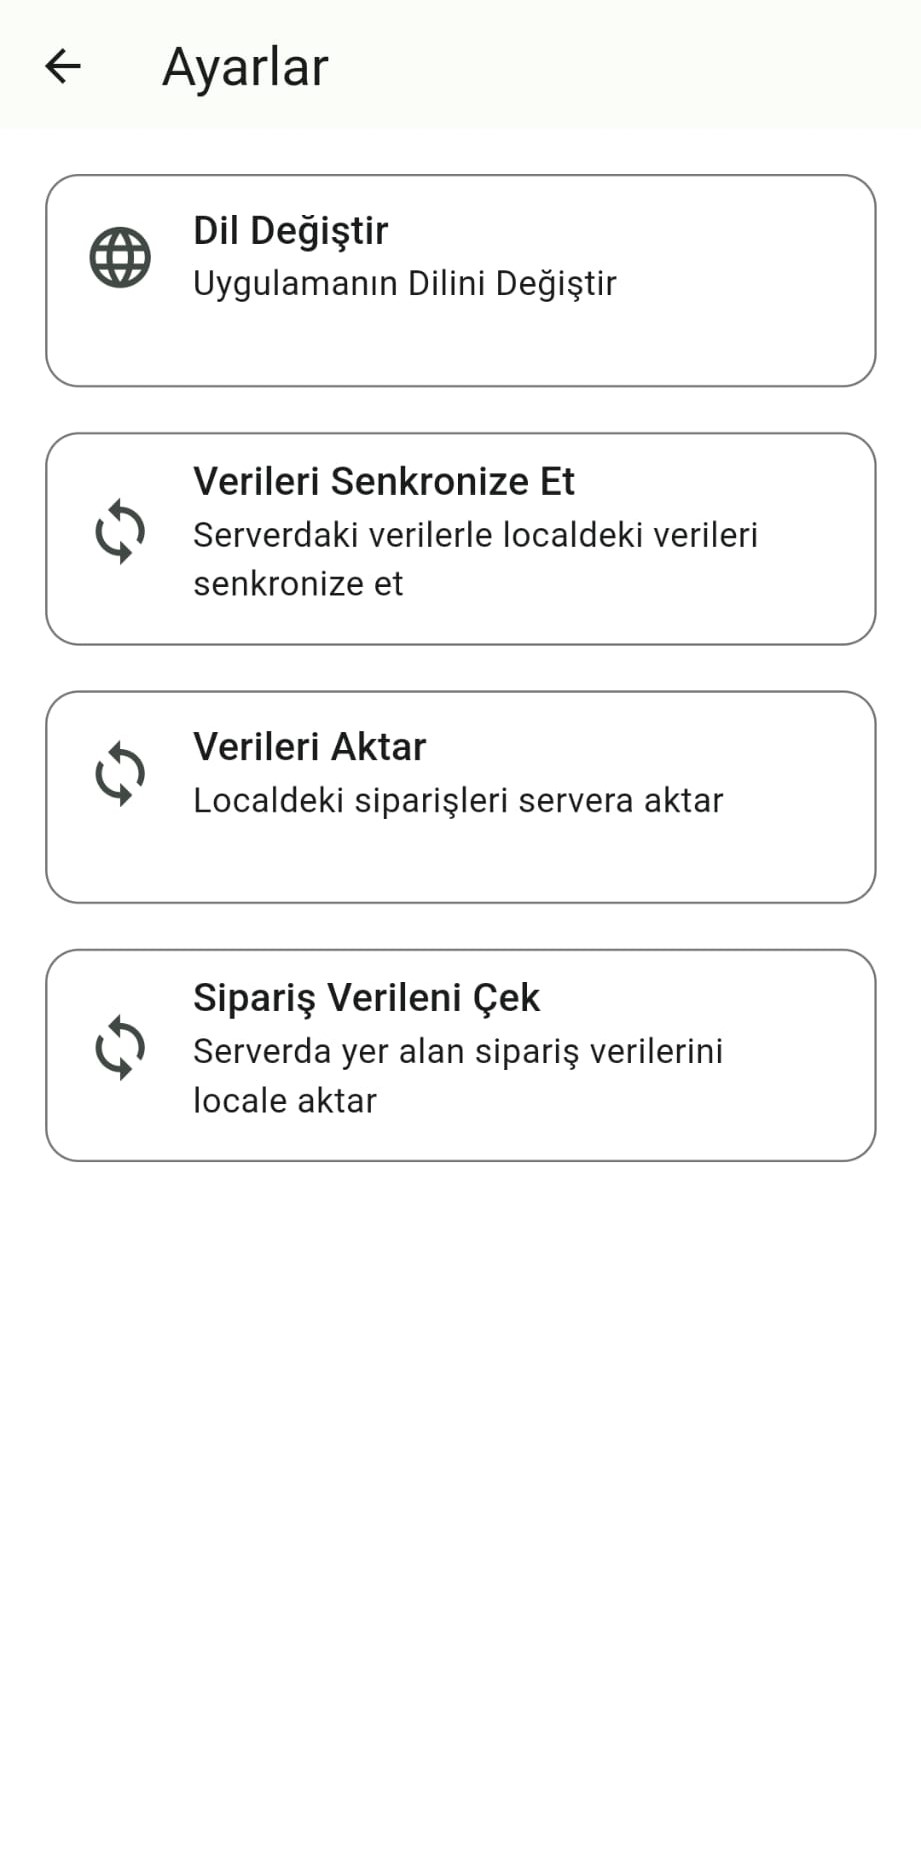 Ayarlar
Dil Değiştir
Uygulamanın Dilini Değiştir
Verileri Senkronize Et
Serverdaki verilerle localdeki verileri
senkronize et
Verileri Aktar
Localdeki siparişleri servera aktar
Sipariş Verileni Çek
Serverda yer alan sipariş verilerini
locale aktar